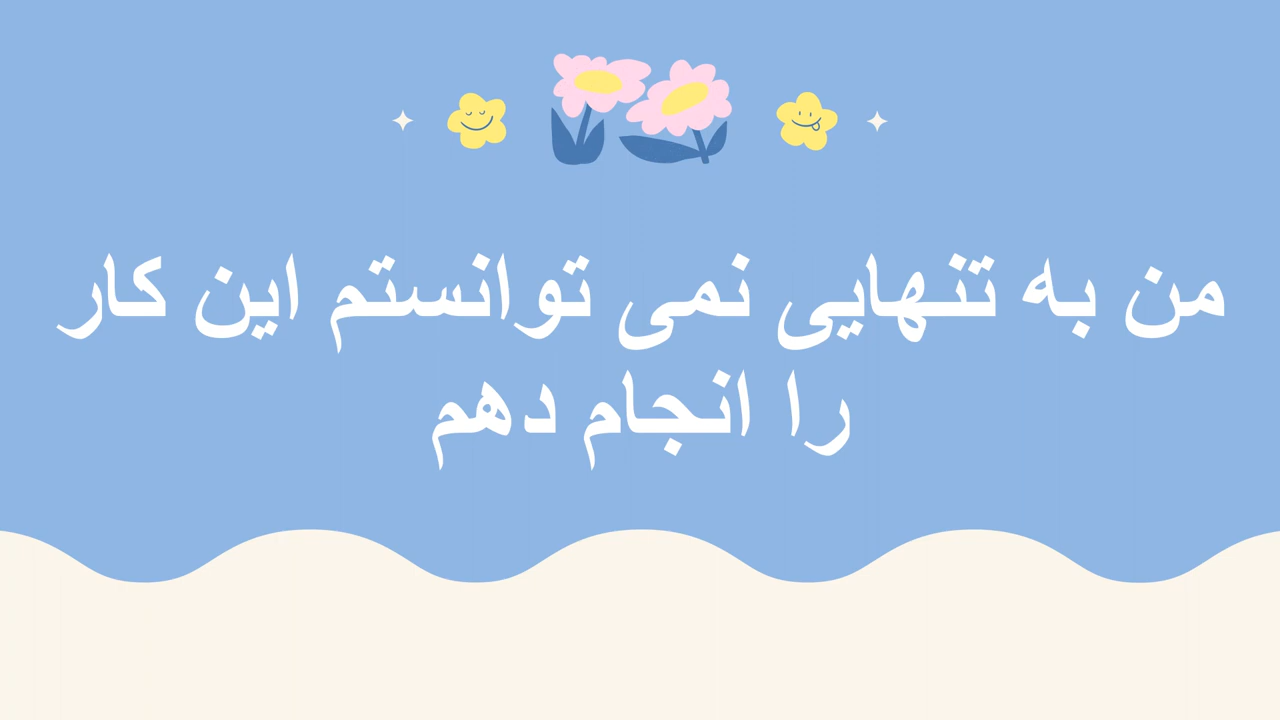 من به تنهایی نمی توانستم این کار
را انجام دهم